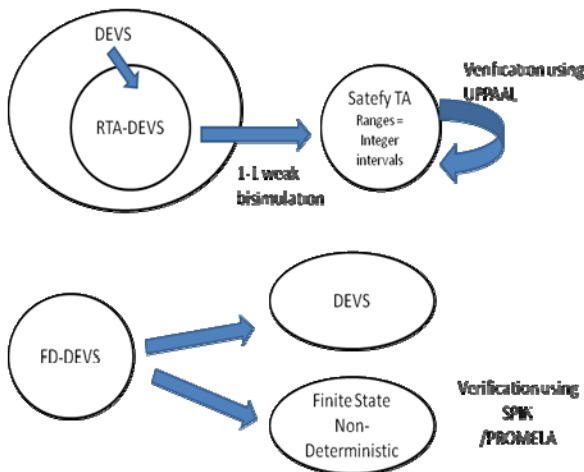 DEVS
RTA-DEVS
1-1 weak
bisimulation
Satefy TA
Ranges =
Integer
intervals
Verification using
UPPAAL
FD-DEVS
DEVS
Finite State
Non-
Deterministic
Verification using
SPIN
/PROMELA